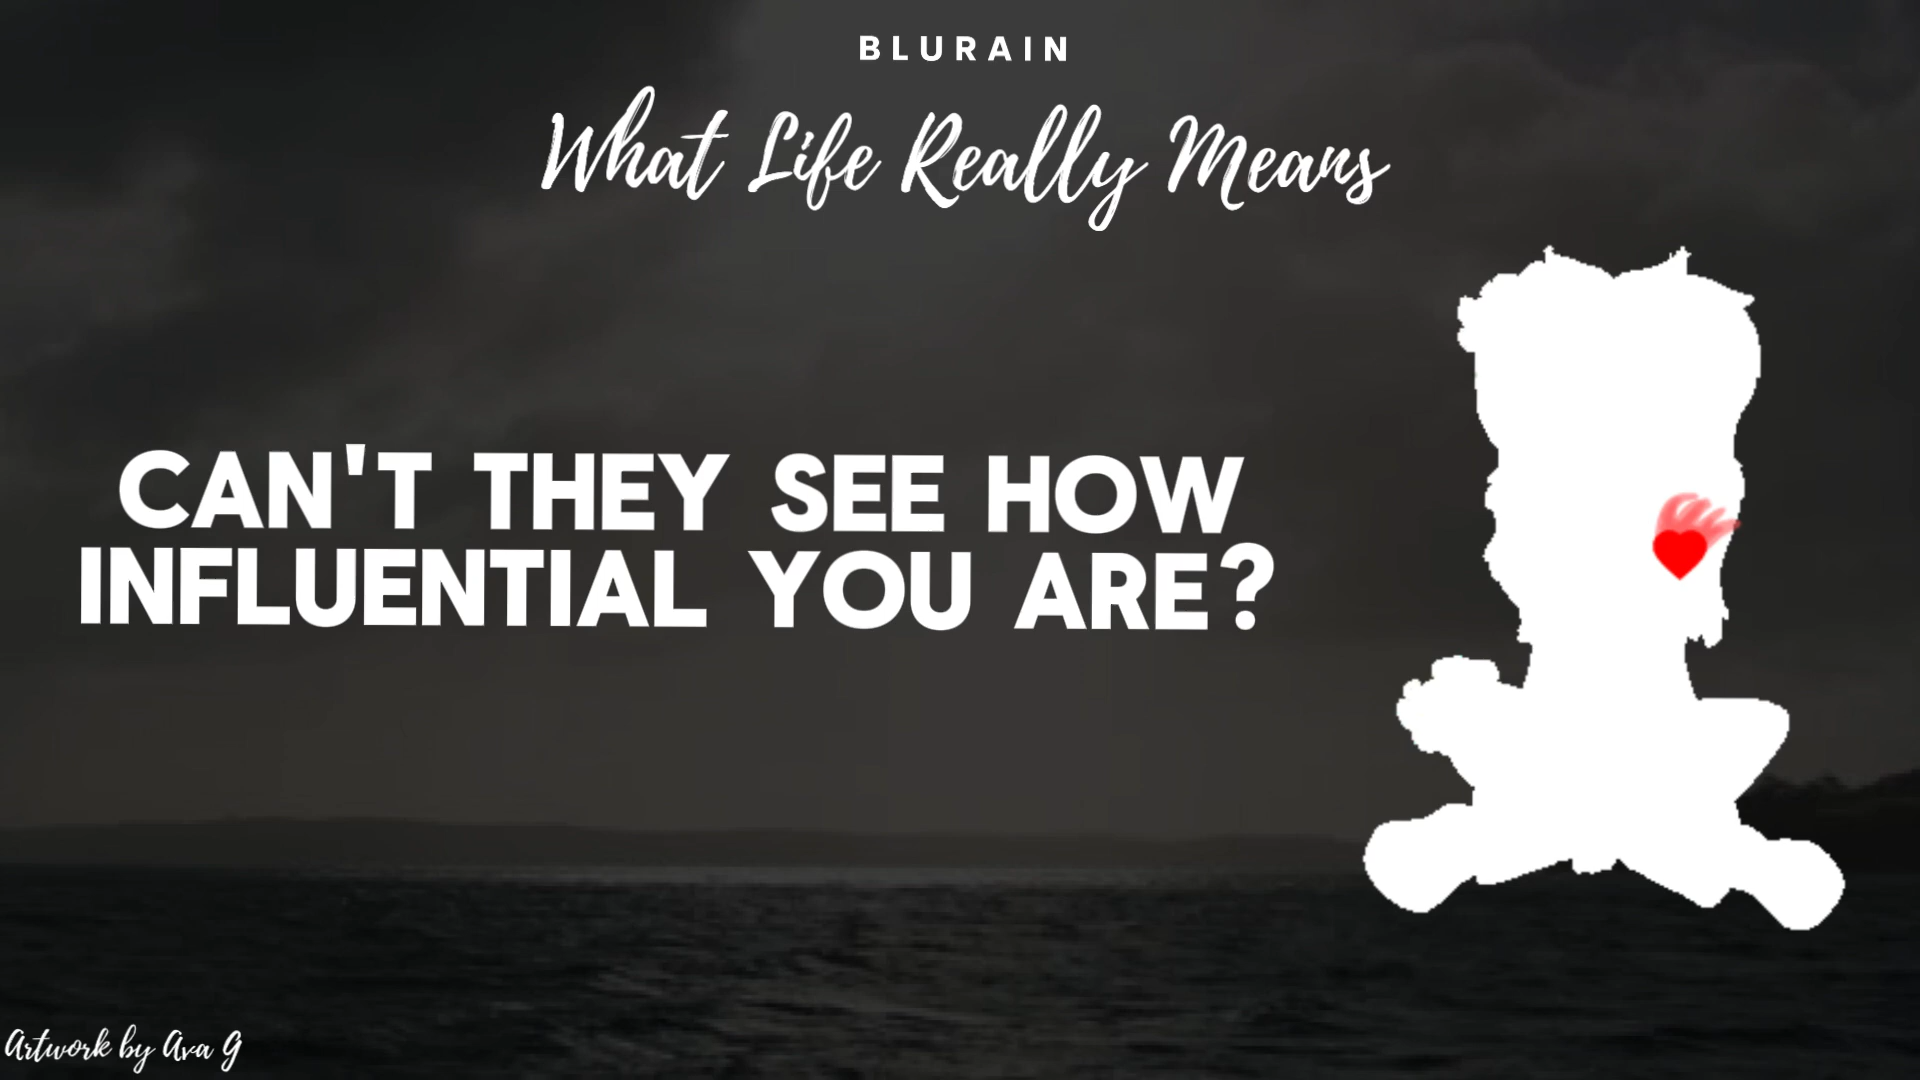 BLURAIN
What Life Really Means
CAN'T THEY SEE HOW
INFLUENTIAL YOU ARE?
Artwork by Ava G